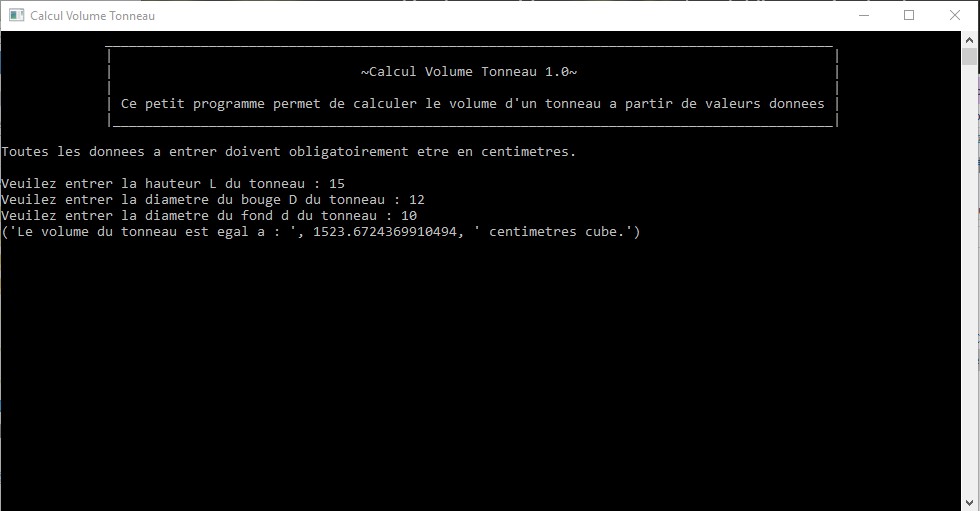 Calcul Volume Tonneau
~Calcul Volume Tonneau 1.0~
Ce petit programme permet de calculer le volume d'un tonneau a partir de valeurs donnees
Toutes les donnees a entrer doivent obligatoirement etre en centimetres.
Veuilez entrer la hauteur L du tonneau : 15
Veuilez entrer la diametre du bouge D du tonneau : 12
Veuilez entrer la diametre du fond d du tonneau : 10
('Le volume du tonneau est egal a : ', 1523.6724369910494, ' centimetres cube.')